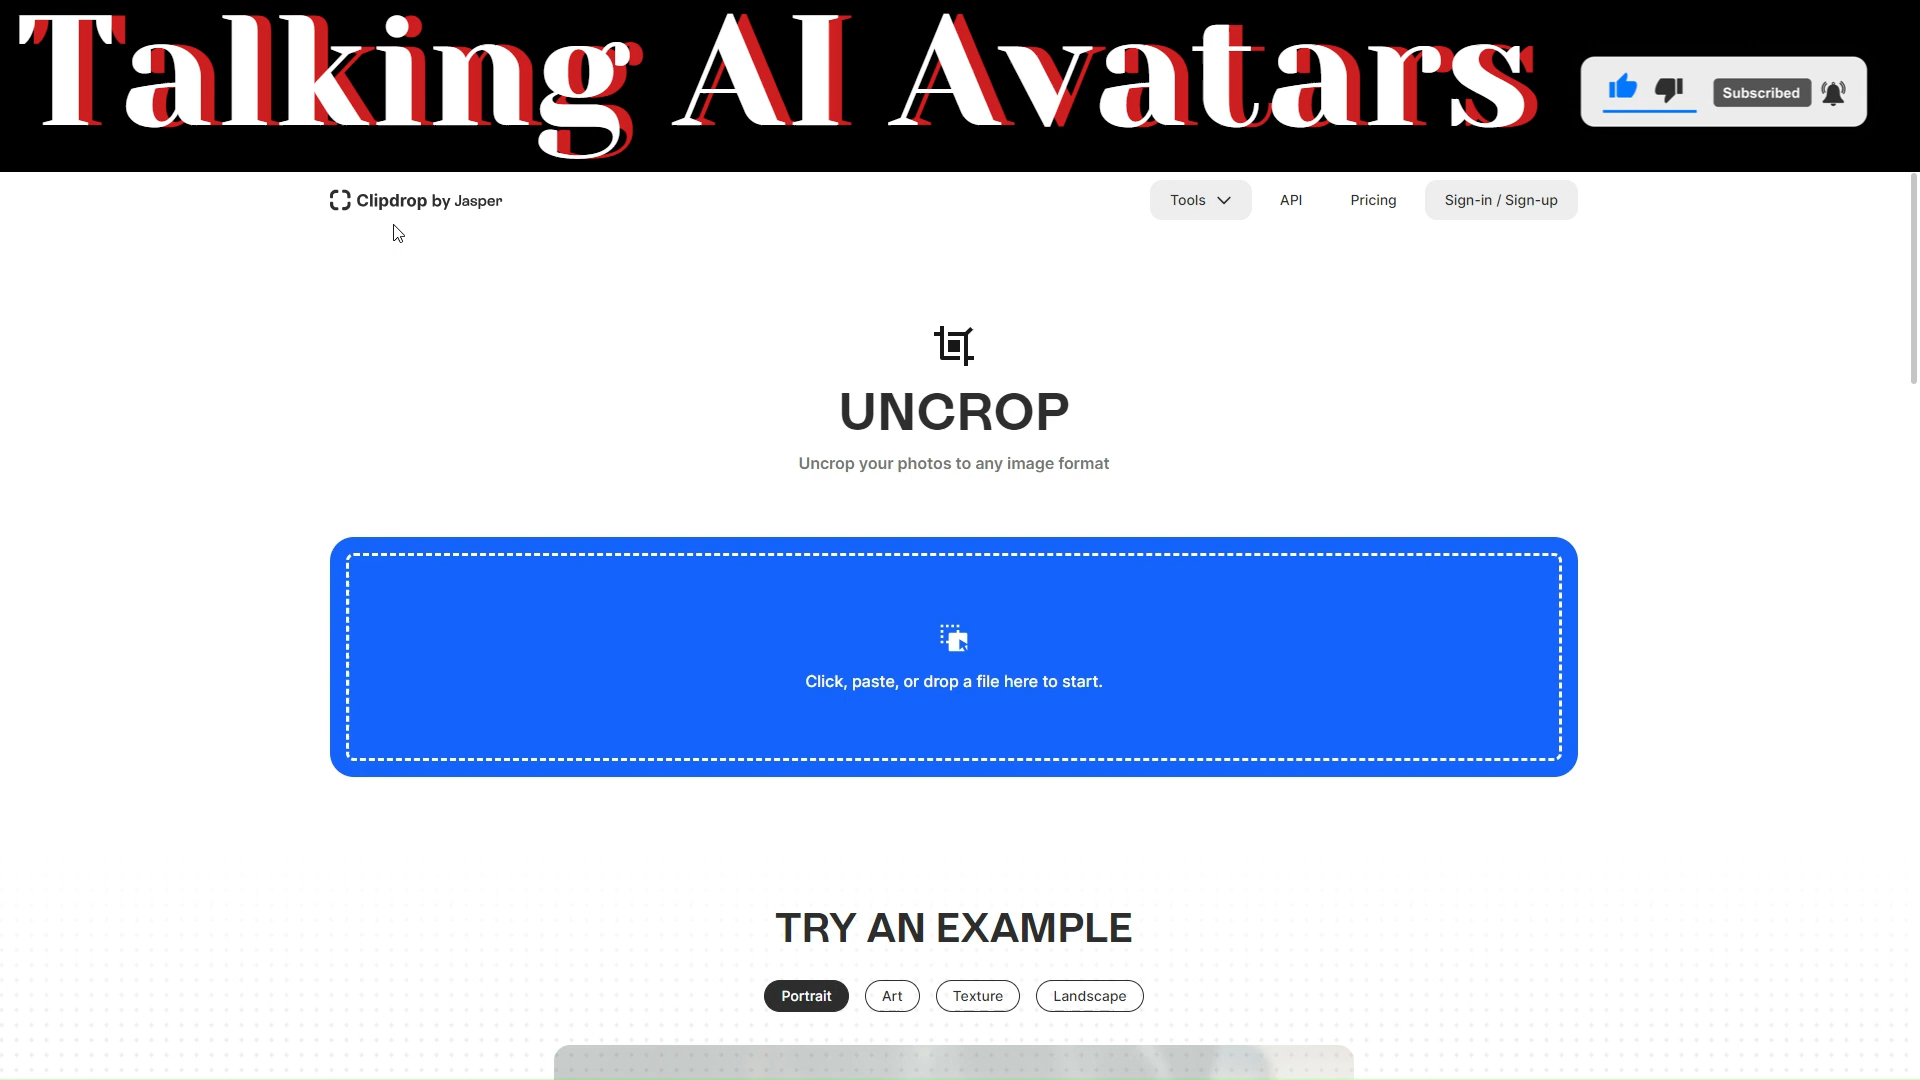 Talking AI Avatars
Subscribed
Clipdrop by Jasper
Tools
API
Pricing
Sign-in / Sign-up
UNCROP
Uncrop your photos to any image format
Click, paste, or drop a file here to start.
TRY AN EXAMPLE
Portrait
Art
Texture
Landscape